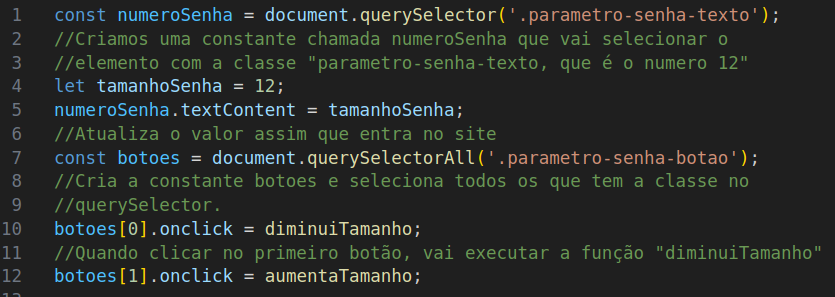 1 const numeroSenha = document.querySelector('.parametro-senha-texto');
2 //Criamos uma constante chamada numeroSenha que vai selecionar o
3 //elemento com a classe "parametro-senha-texto, que é o numero 12"
4 let tamanhoSenha = 12;
5 numeroSenha.textContent = tamanhoSenha;
6 //Atualiza o valor assim que entra no site
7 const botoes = document.querySelectorAll('.parametro-senha-botao');
8 //Cria a constante botoes e seleciona todos os que tem a classe no
9 //querySelector.
10 botoes[0].onclick = diminuiTamanho;
11 //Quando clicar no primeiro botão, vai executar a função "diminuiTamanho"
12 botoes[1].onclick = aumentaTamanho;